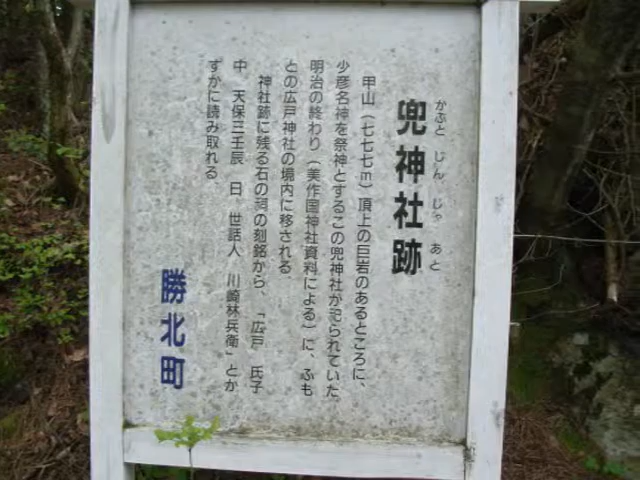 かぶと じん じゃ あと
兜神社跡
甲山（七七七m）頂上の巨岩のあるところに、
少彦名神を祭神とするこの兜神社が祀られていた
明治の終わり（美作国神社資料による）に、ふも
との広戸神社の境内に移される。
神社跡に残る石の祠の刻銘から、「広戸 氏子
中 天保三壬辰 日 世話人 川崎林兵衛」とか
ずかに読み取れる
勝北町